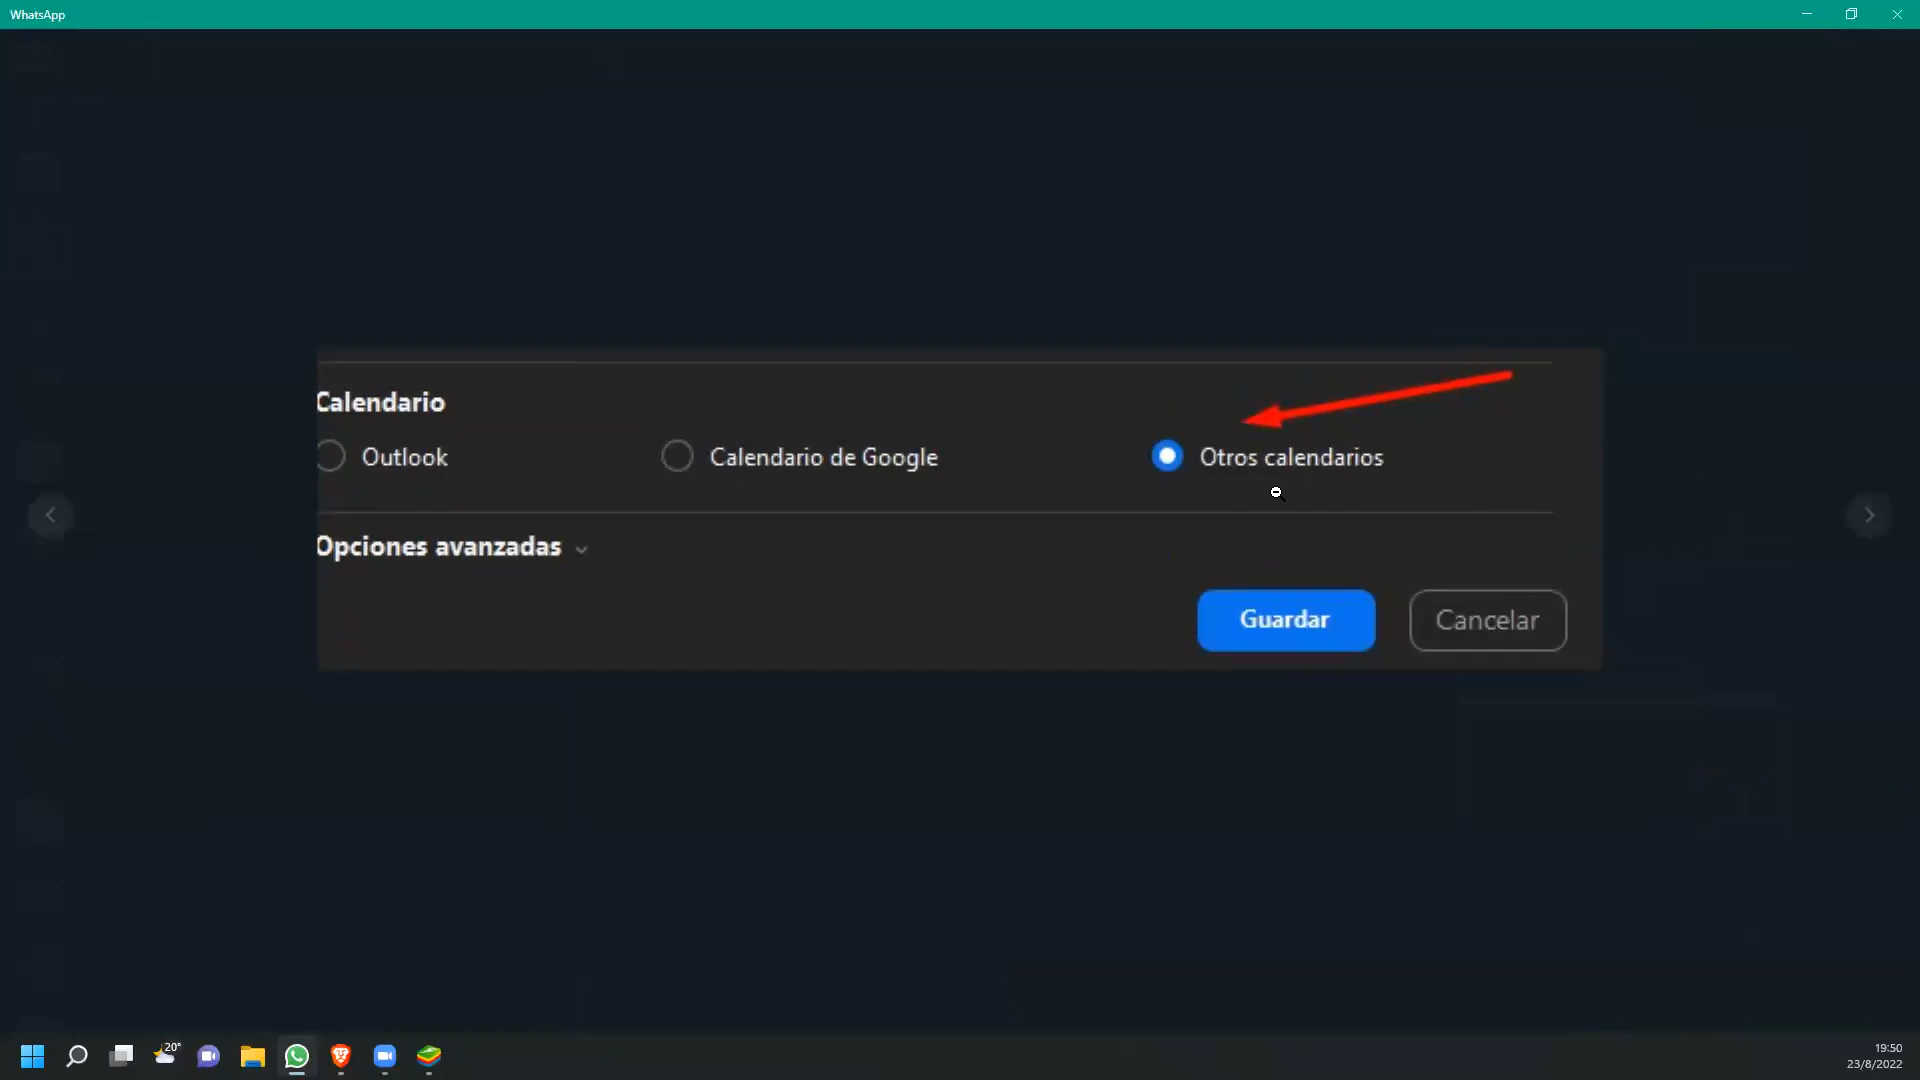 WhatsApp
Calendario
Outlook
Calendario de Google
Otros calendarios
Opciones avanzadas
Guardar
Cancelar
20°
19:50
23/8/2022